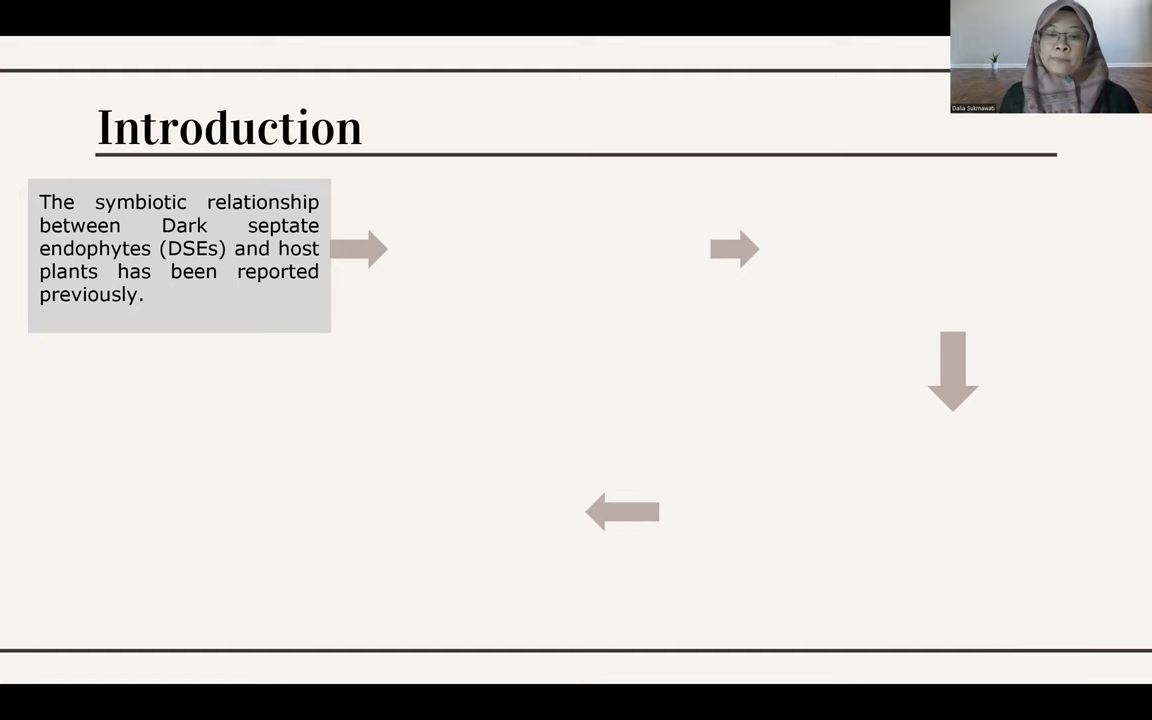 Introduction
The symbiotic relationship
between Dark septate
endophytes (DSEs) and host
plants has been reported
previously.
Dalia Sukmawati